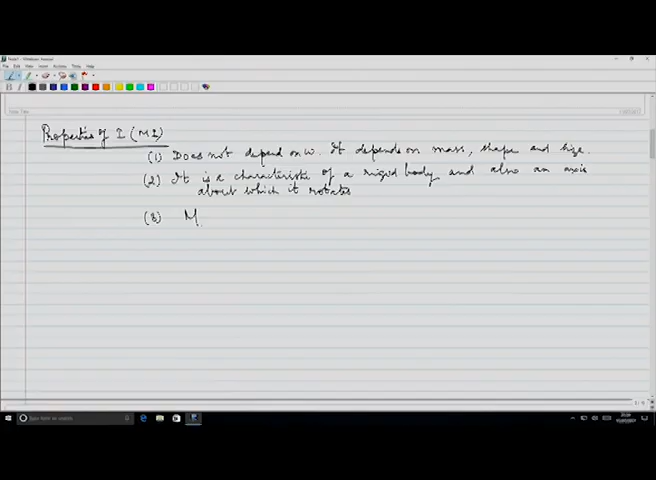 Properties of I (MI)
(1) Does not depend on ω. It depends on mass, shape and size.
(2) It is a characteristic of a rigid body and also an axis
about which it rotates
(3) M